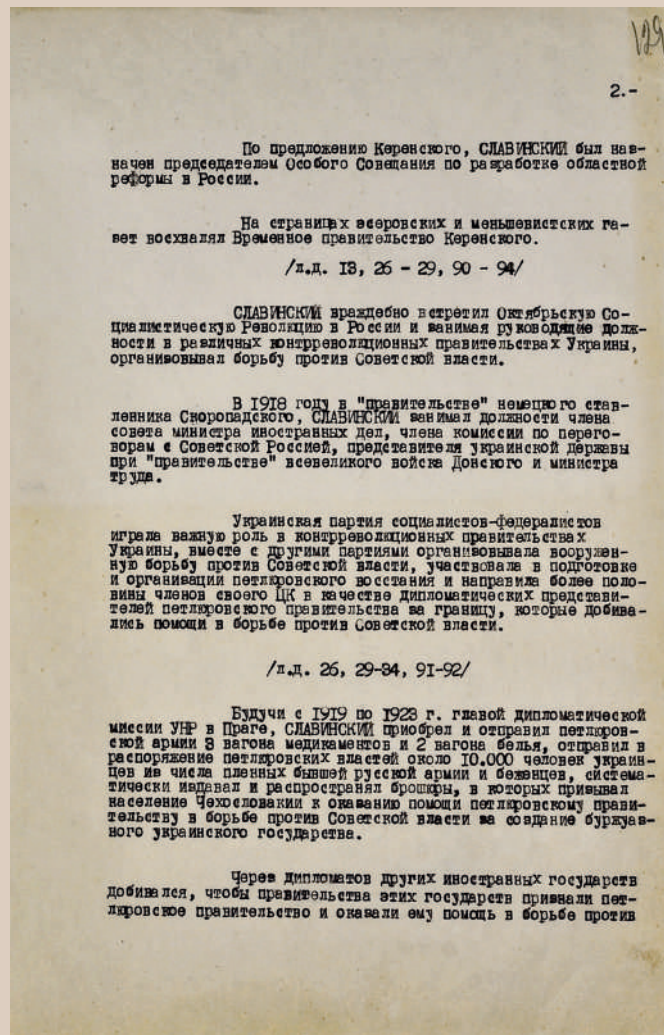 129
2.-
По предложению Керенского, СЛАВИНСКИЙ был наз-
начен председателем Особого Совещания по разработке областной
реформы в России.
На страницах эсеровских и меньшевистских га-
зет восхвалял Временное правительство Керенского.
/л.д. 13, 26 - 29, 90 - 94/
СЛАВИНСКИЙ враждебно встретил Октябрьскую Со-
циалистическую Революцию в России и занимая руководящие долж-
ности в различных контрреволюционных правительствах Украины,
организовывал борьбу против Советской власти.
В 1918 году в "правительстве" немецкого став-
ленника Скоропадского, СЛАВИНСКИЙ занимал должности члена
совета министра иностранных дел, члена комиссии по перего-
ворам с Советской Россией, представителя украинской державы
при "правительстве" всевеликого войска Донского и министра
труда.
Украинская партия социалистов-федералистов
играла важную роль в контрреволюционных правительствах
Украины, вместе с другими партиями организовывала вооружен-
ную борьбу против Советской власти, участвовала в подготовке
и организации петлюровского восстания и направила более поло-
вины членов своего ЦК в качестве дипломатических представи-
телей петлюровского правительства за границу, которые добива-
лись помощи в борьбе против Советской власти.
/л.д. 26, 29-34, 91-92/
Будучи с 1919 по 1923 г. главой дипломатической
миссии УНР в Праге, СЛАВИНСКИЙ приобрел и отправил петлюров-
ской армии 3 вагона медикаментов и 2 вагона белья, отправил в
распоряжение петлюровских властей около 10.000 человек украин-
цев из числа пленных бывшей русской армии и беженцев, система-
тически издавал и распространял брошюры, в которых призывал
население Чехословакии к оказанию помощи петлюровскому прави-
тельству в борьбе против Советской власти за создание буржуаз-
ного украинского государства.
Через дипломатов других иностранных государств
добивался, чтобы правительства этих государств признали пет-
люровское правительство и оказали ему помощь в борьбе против